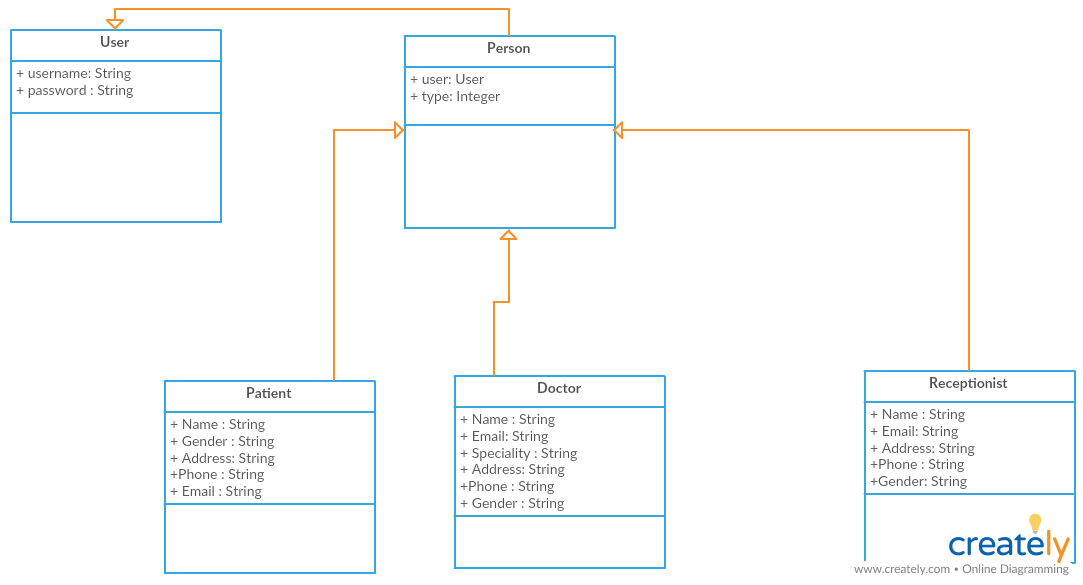 User
+ username: String
+ password : String
Person
+ user: User
+ type: Integer
Patient
+ Name : String
+ Gender : String
+ Address: String
+Phone : String
+ Email : String
Doctor
+ Name : String
+ Email: String
+ Speciality : String
+ Address: String
+Phone : String
+ Gender : String
Receptionist
+ Name : String
+ Email: String
+ Address: String
+Phone : String
+Gender: String
creately
www.creately.com • Online Diagramming